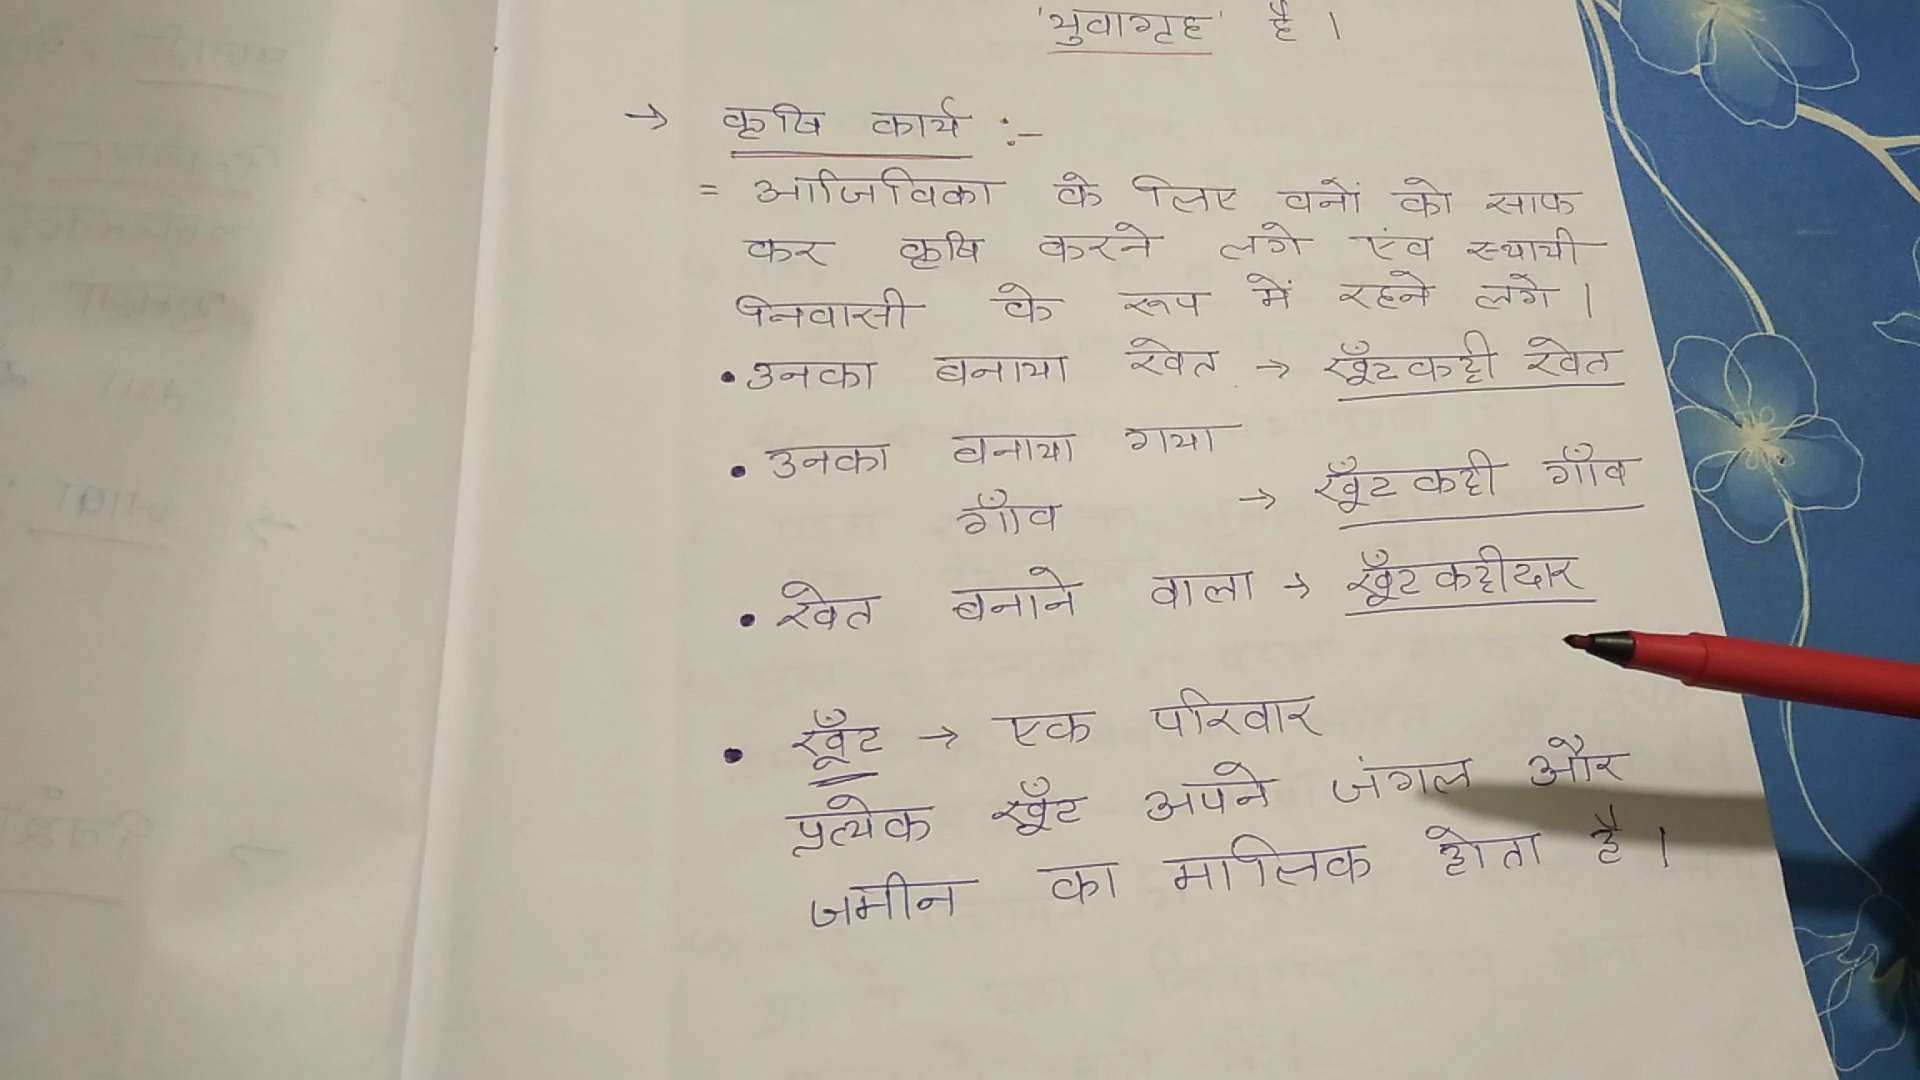 'युवागृह' है ।
→ कृषि कार्य :-
= आजिविका के लिए वनों को साफ
कर कृषि करने लगे एंव स्थायी
निवासी के रूप में रहने लगे ।
• उनका बनाया खेत → खूँटकट्टी खेत
• उनका बनाया गया
गाँव → खूँटकट्टी गाँव
• खेत बनाने वाला → खूँटकट्टीदार
• खूँट → एक परिवार
प्रत्येक खूँट अपने जंगल और
जमीन का मालिक होता है ।